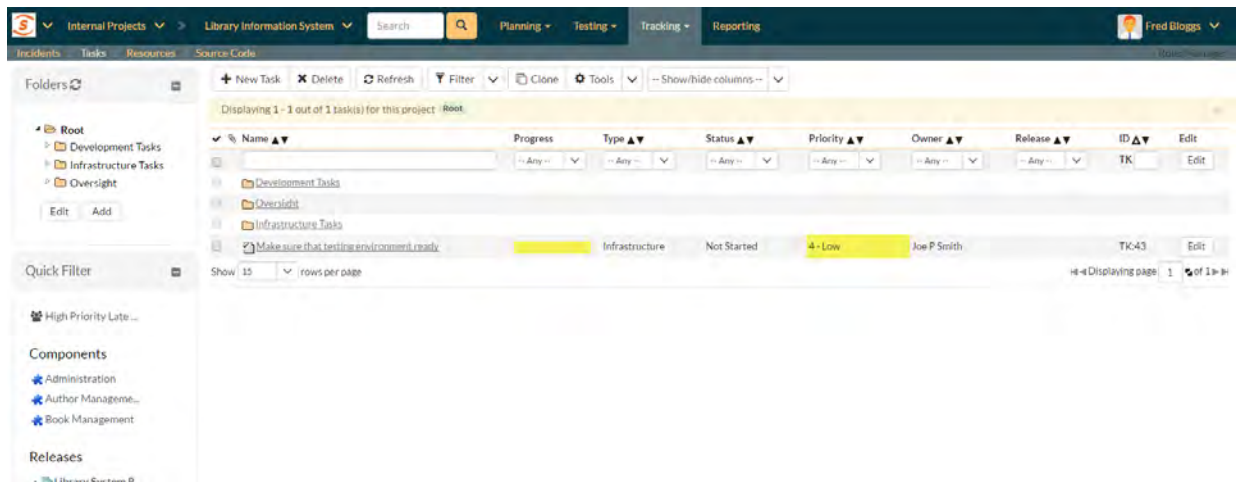 S Internal Projects > Library Information System Search Planning Testing Tracking Reporting Fred Bloggs
Incidents Tasks Resources Source Code
Folders
Root
Development Tasks
Infrastructure Tasks
Oversight
Edit Add
Quick Filter
High Priority Late ...
Components
Administration
Author Manageme...
Book Management
Releases
+ New Task Delete Refresh Filter Clone Tools -- Show/hide columns --
Displaying 1 - 1 out of 1 task(s) for this project Root
Name Progress Type Status Priority Owner Release ID Edit
-- Any -- -- Any -- -- Any -- -- Any -- -- Any -- -- Any -- TK Edit
Development Tasks
Oversight
Infrastructure Tasks
Make sure that testing environment ready Infrastructure Not Started 4 - Low Joe P Smith TK:43 Edit
Show 15 rows per page Displaying page 1 of 1